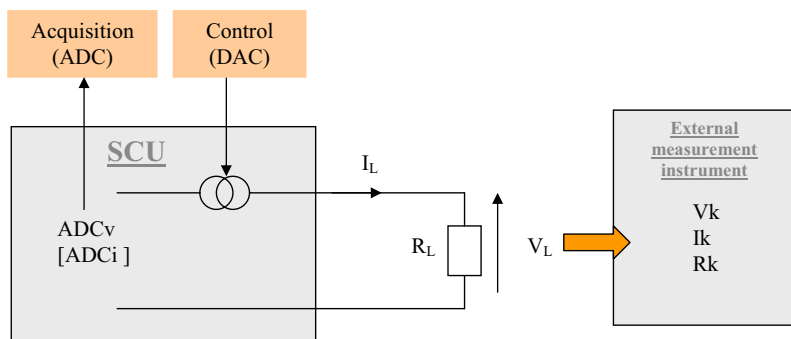 Acquisition
(ADC)
Control
(DAC)
SCU
I_L
ADCv
[ADCi ]
R_L
V_L
External
measurement
instrument
Vk
Ik
Rk